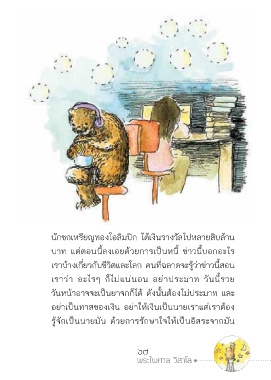 นักชกเหรียญทองโอลิมปิก ได้เงินรางวัลไปหลายสิบล้าน
บาท แต่ตอนนี้ลงเอยด้วยการเป็นหนี้ ข่าวนี้บอกอะไร
เราบ้างเกี่ยวกับชีวิตและโลก คนที่ฉลาดจะรู้ว่าข่าวนี้สอน
เราว่า อะไรๆ ก็ไม่แน่นอน อย่าประมาท วันนี้รวย
วันหน้าอาจจะเป็นยาจกก็ได้ ดังนั้นต้องไม่ประมาท และ
อย่าเป็นทาสของเงิน อย่าให้เงินเป็นนายเราแต่เราต้อง
รู้จักเป็นนายมัน ด้วยการรักษาใจให้เป็นอิสระจากมัน
๖๗
พระไพศาล วิสาโล